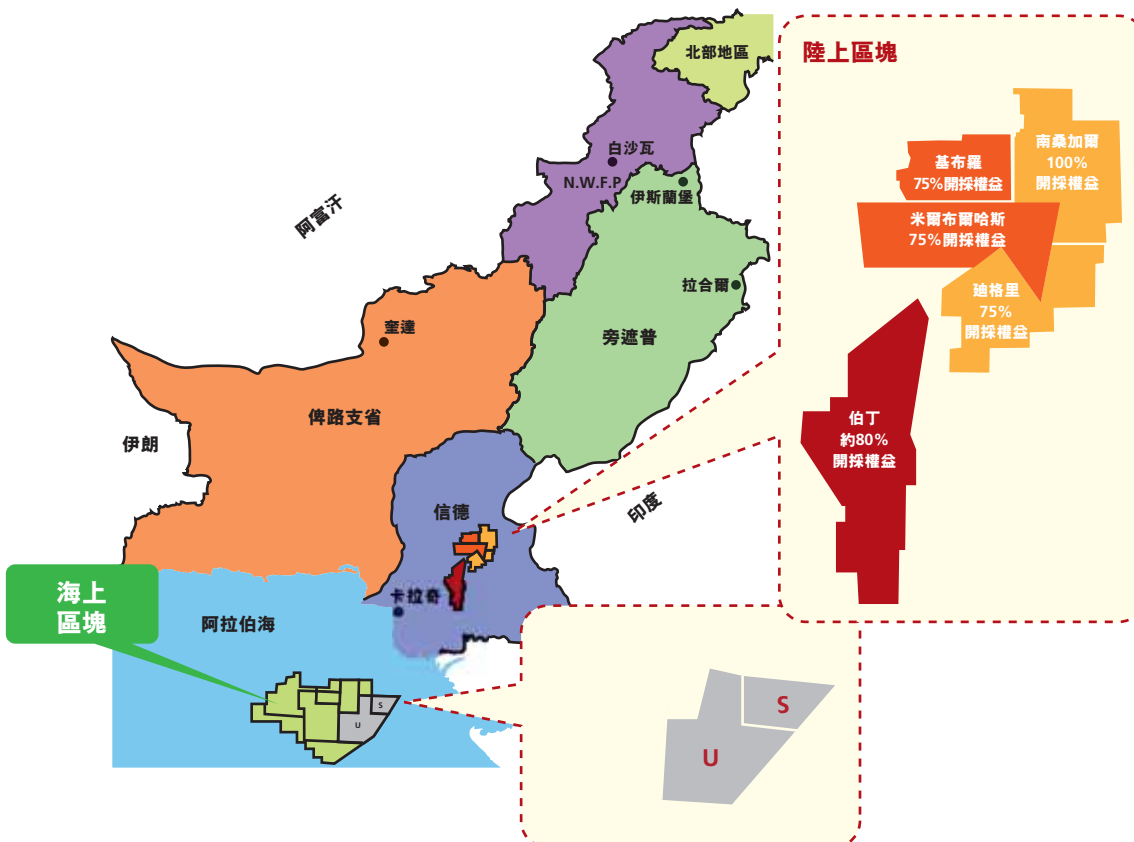 北部地區
白沙瓦
N.W.F.P
伊斯蘭堡
阿富汗
拉合爾
奎達
旁遮普
俾路支省
伊朗
信德
印度
卡拉奇
阿拉伯海
海上
區塊
S
U
陸上區塊
南桑加爾
100%
開採權益
基布羅
75%開採權益
米爾布爾哈斯
75%開採權益
廸格里
75%
開採權益
伯丁
約80%
開採權益
S
U